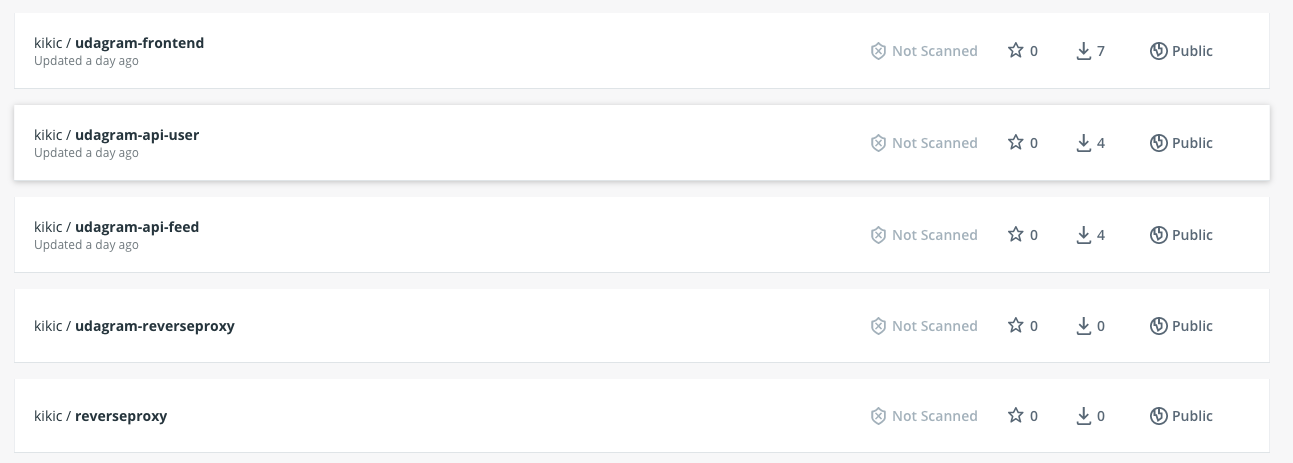 kikic / udagram-frontend
Updated a day ago
Not Scanned 0 7 Public
kikic / udagram-api-user
Updated a day ago
Not Scanned 0 4 Public
kikic / udagram-api-feed
Updated a day ago
Not Scanned 0 4 Public
kikic / udagram-reverseproxy
Not Scanned 0 0 Public
kikic / reverseproxy
Not Scanned 0 0 Public